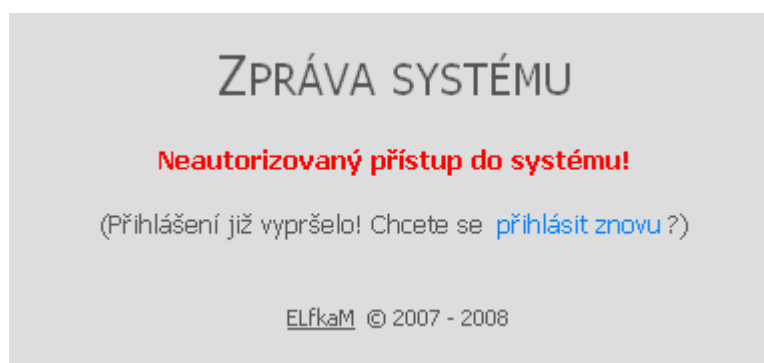 Zpráva systému
Neautorizovaný přístup do systému!
(Přihlášení již vypršelo! Chcete se přihlásit znovu ?)
ELfkaM © 2007 - 2008